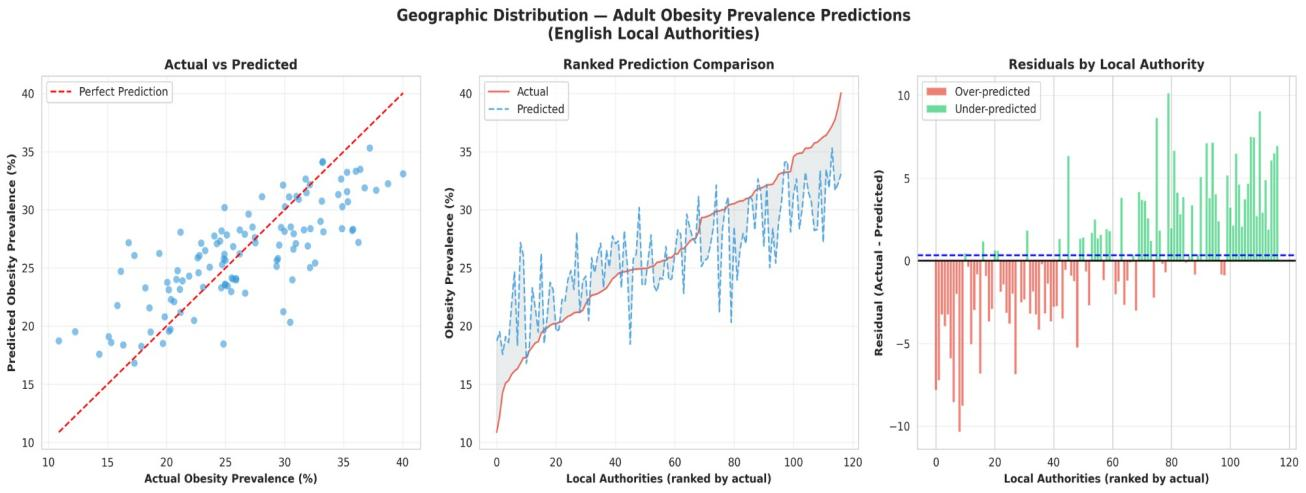 Geographic Distribution — Adult Obesity Prevalence Predictions
(English Local Authorities)
Actual vs Predicted
Perfect Prediction
Predicted Obesity Prevalence (%)
40
35
30
25
20
15
10
10 15 20 25 30 35 40
Actual Obesity Prevalence (%)
Ranked Prediction Comparison
Actual
Predicted
Obesity Prevalence (%)
40
35
30
25
20
15
10
0 20 40 60 80 100 120
Local Authorities (ranked by actual)
Residuals by Local Authority
Over-predicted
Under-predicted
Residual (Actual - Predicted)
10
5
0
−5
−10
0 20 40 60 80 100 120
Local Authorities (ranked by actual)